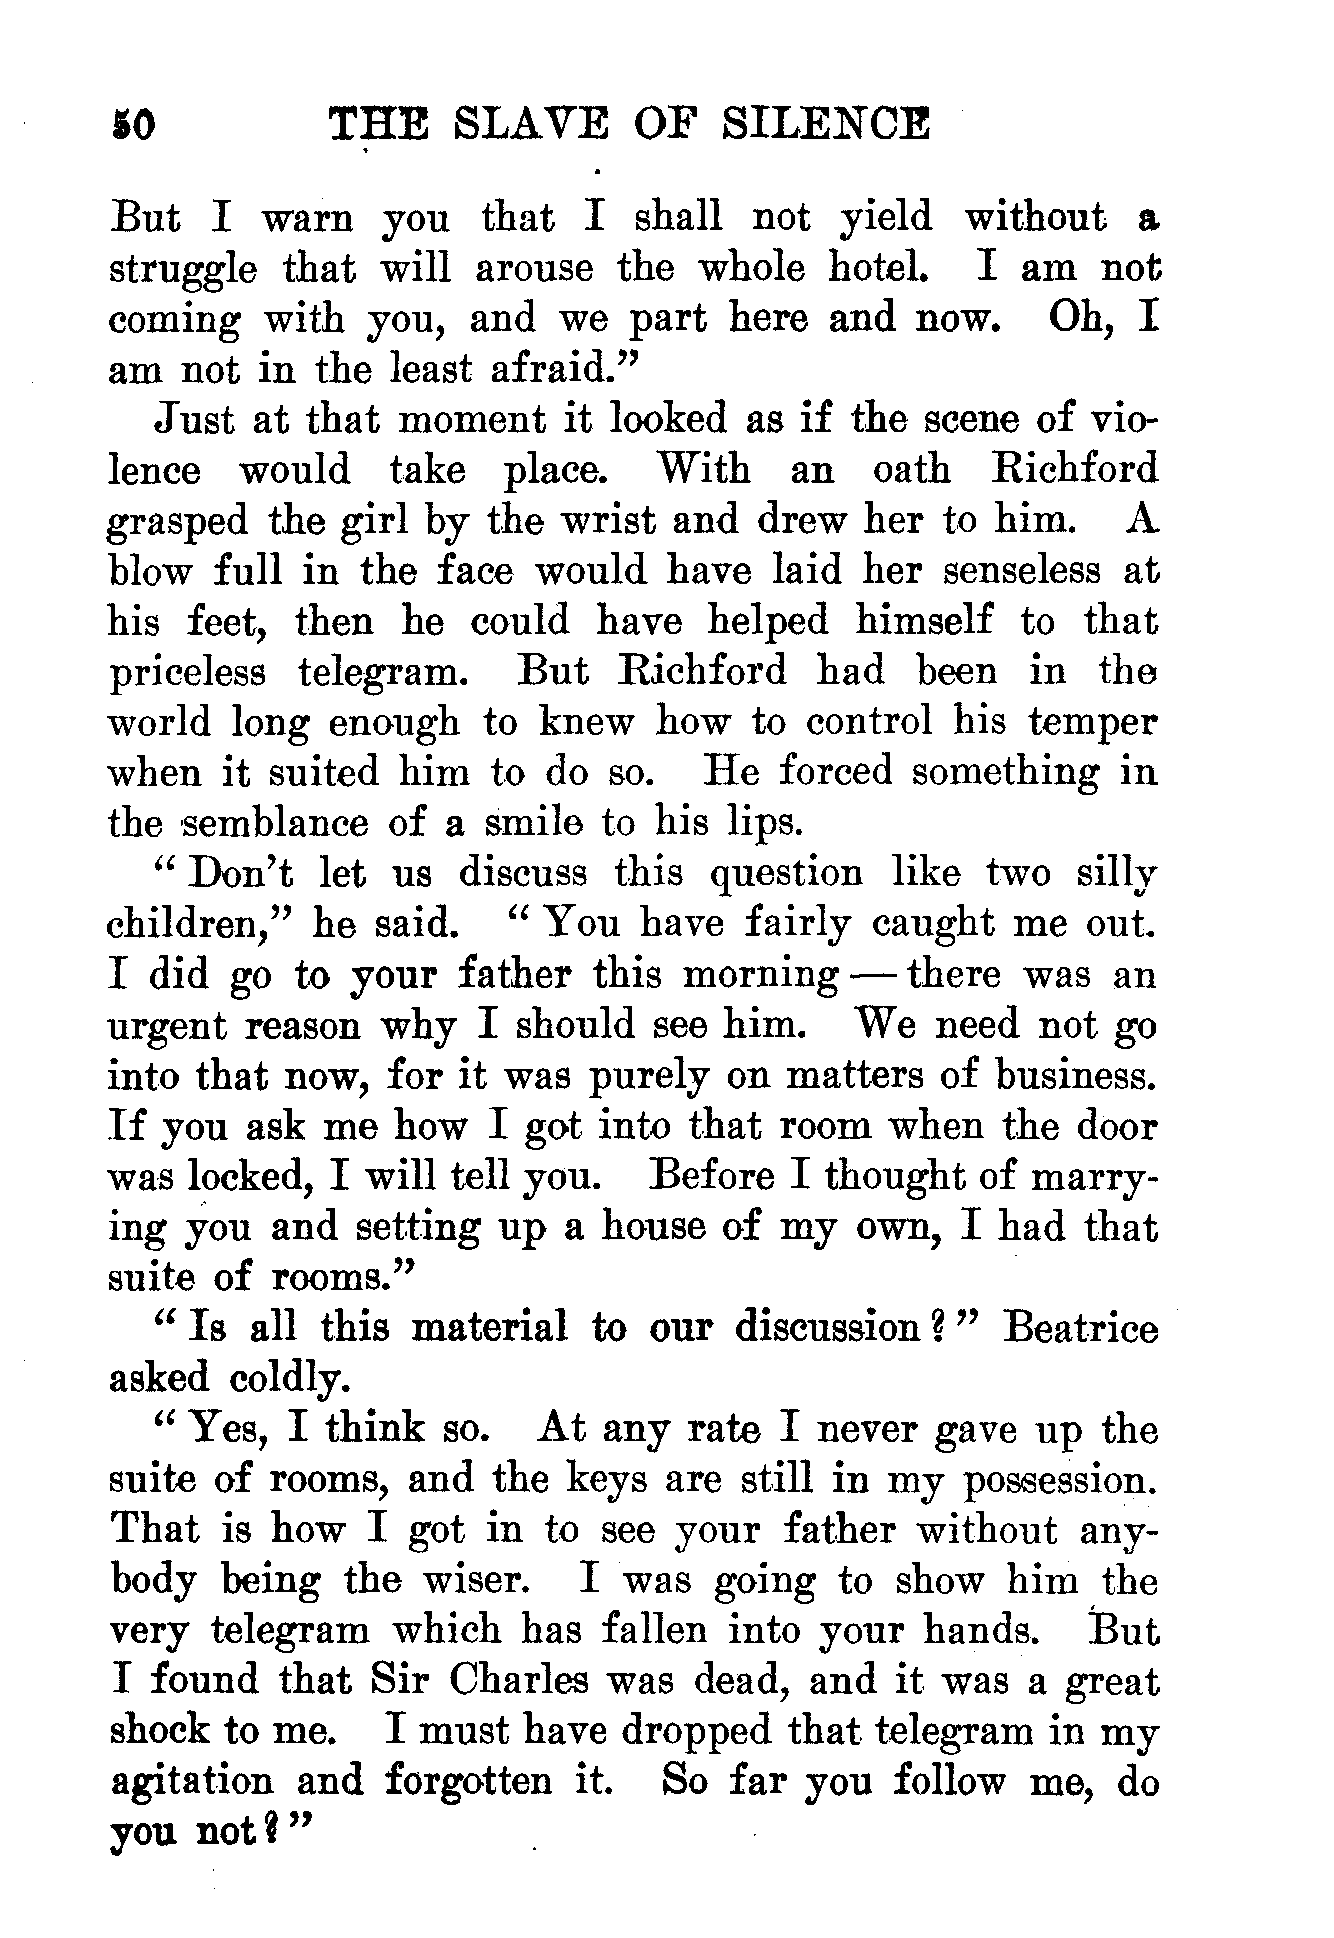 50 THE SLAVE OF SILENCE
But I warn you that I shall not yield without a
struggle that will arouse the whole hotel. I am not
coming with you, and we part here and now. Oh, I
am not in the least afraid.”
Just at that moment it looked as if the scene of vio-
lence would take place. With an oath Richford
grasped the girl by the wrist and drew her to him. A
blow full in the face would have laid her senseless at
his feet, then he could have helped himself to that
priceless telegram. But Richford had been in the
world long enough to knew how to control his temper
when it suited him to do so. He forced something in
the semblance of a smile to his lips.
“ Don’t let us discuss this question like two silly
children,” he said. “ You have fairly caught me out.
I did go to your father this morning — there was an
urgent reason why I should see him. We need not go
into that now, for it was purely on matters of business.
If you ask me how I got into that room when the door
was locked, I will tell you. Before I thought of marry-
ing you and setting up a house of my own, I had that
suite of rooms.”
“ Is all this material to our discussion ? ” Beatrice
asked coldly.
“ Yes, I think so. At any rate I never gave up the
suite of rooms, and the keys are still in my possession.
That is how I got in to see your father without any-
body being the wiser. I was going to show him the
very telegram which has fallen into your hands. But
I found that Sir Charles was dead, and it was a great
shock to me. I must have dropped that telegram in my
agitation and forgotten it. So far you follow me, do
you not ? ”